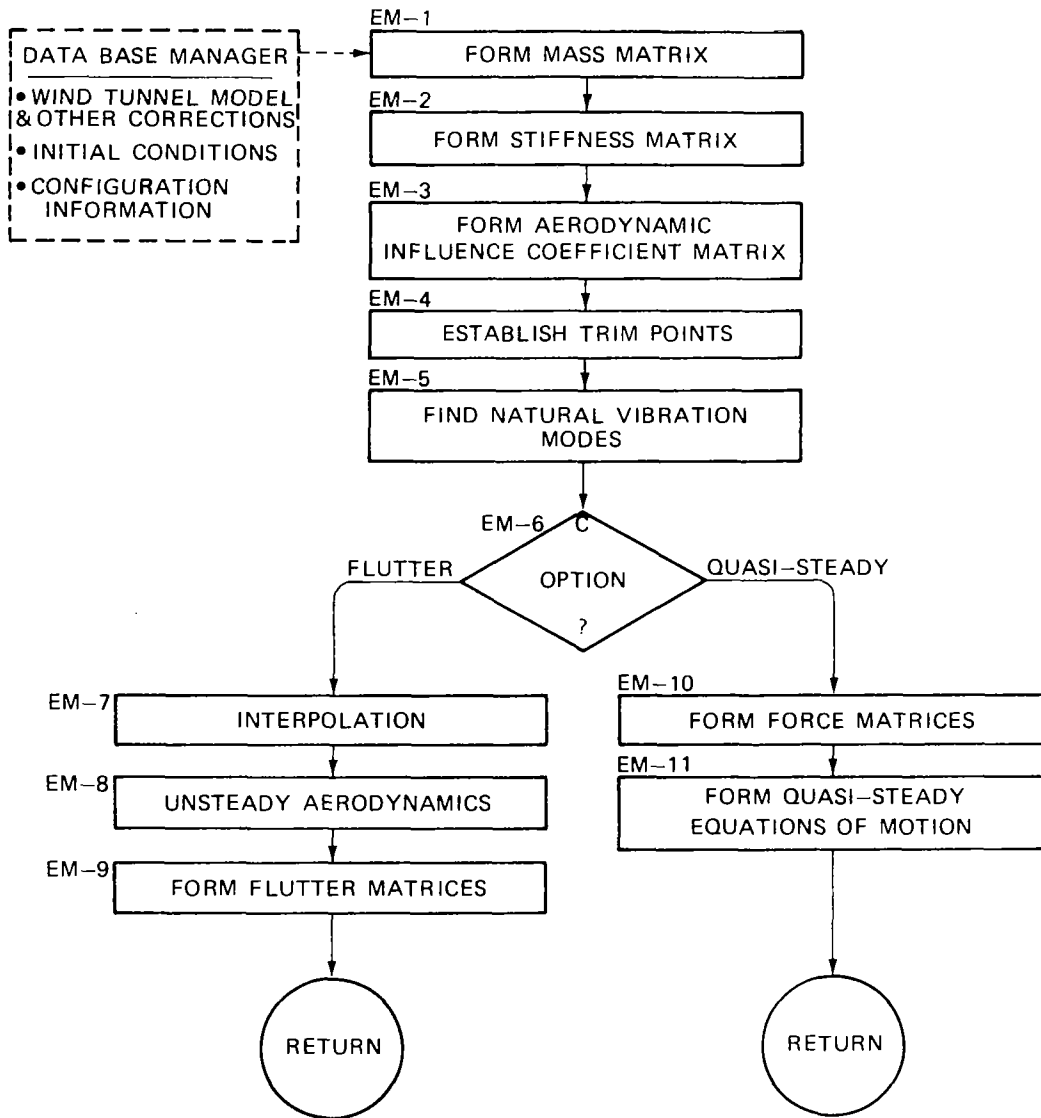 DATA BASE MANAGER
• WIND TUNNEL MODEL
& OTHER CORRECTIONS
• INITIAL CONDITIONS
• CONFIGURATION
INFORMATION
EM–1
FORM MASS MATRIX
EM–2
FORM STIFFNESS MATRIX
EM–3
FORM AERODYNAMIC
INFLUENCE COEFFICIENT MATRIX
EM–4
ESTABLISH TRIM POINTS
EM–5
FIND NATURAL VIBRATION
MODES
EM–6
C
OPTION
?
FLUTTER
QUASI–STEADY
EM–7
INTERPOLATION
EM–8
UNSTEADY AERODYNAMICS
EM–9
FORM FLUTTER MATRICES
RETURN
EM–10
FORM FORCE MATRICES
EM–11
FORM QUASI–STEADY
EQUATIONS OF MOTION
RETURN